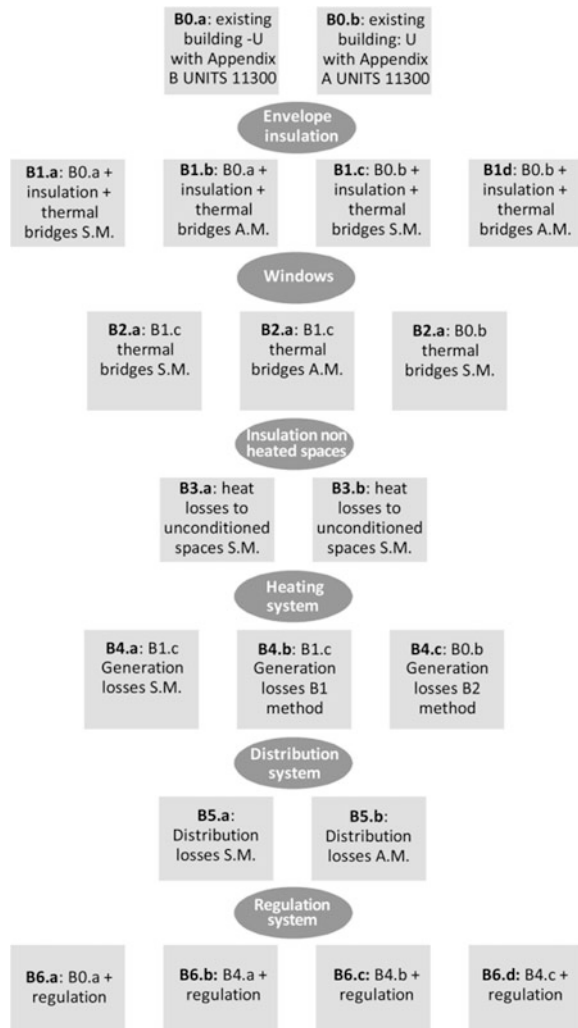 B0.a: existing
building -U
with Appendix
B UNITS 11300
B0.b: existing
building: U
with Appendix
A UNITS 11300
Envelope
insulation
B1.a: B0.a +
insulation +
thermal
bridges S.M.
B1.b: B0.a +
insulation +
thermal
bridges A.M.
B1.c: B0.b +
insulation +
thermal
bridges S.M.
B1d: B0.b +
insulation +
thermal
bridges A.M.
Windows
B2.a: B1.c
thermal
bridges S.M.
B2.a: B1.c
thermal
bridges A.M.
B2.a: B0.b
thermal
bridges S.M.
Insulation non
heated spaces
B3.a: heat
losses to
unconditioned
spaces S.M.
B3.b: heat
losses to
unconditioned
spaces S.M.
Heating
system
B4.a: B1.c
Generation
losses S.M.
B4.b: B1.c
Generation
losses B1
method
B4.c: B0.b
Generation
losses B2
method
Distribution
system
B5.a:
Distribution
losses S.M.
B5.b:
Distribution
losses A.M.
Regulation
system
B6.a: B0.a +
regulation
B6.b: B4.a +
regulation
B6.c: B4.b +
regulation
B6.d: B4.c +
regulation